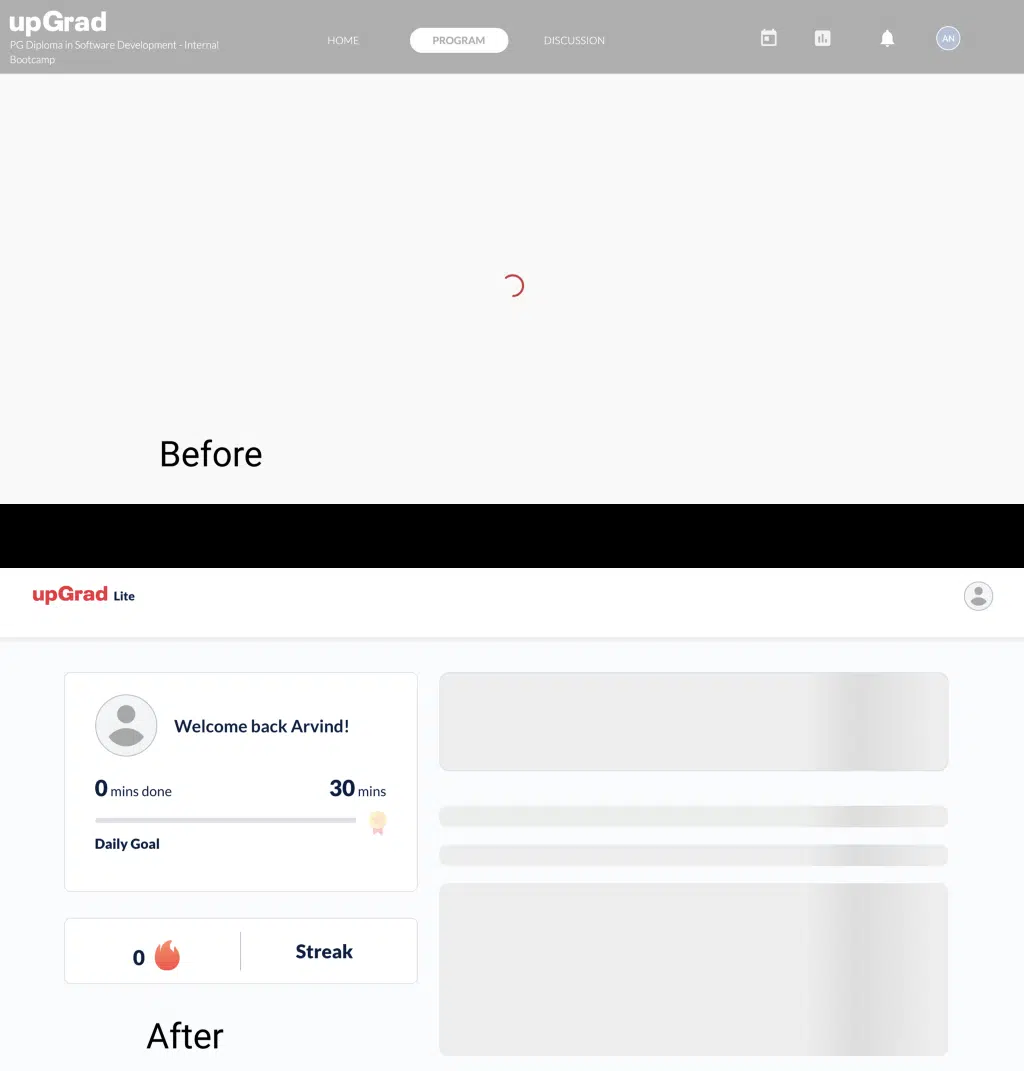 upGrad
PG Diploma in Software Development - Internal
Bootcamp
HOME
PROGRAM
DISCUSSION
AN
Before
upGrad Lite
Welcome back Arvind!
0 mins done
30 mins
Daily Goal
0
Streak
After